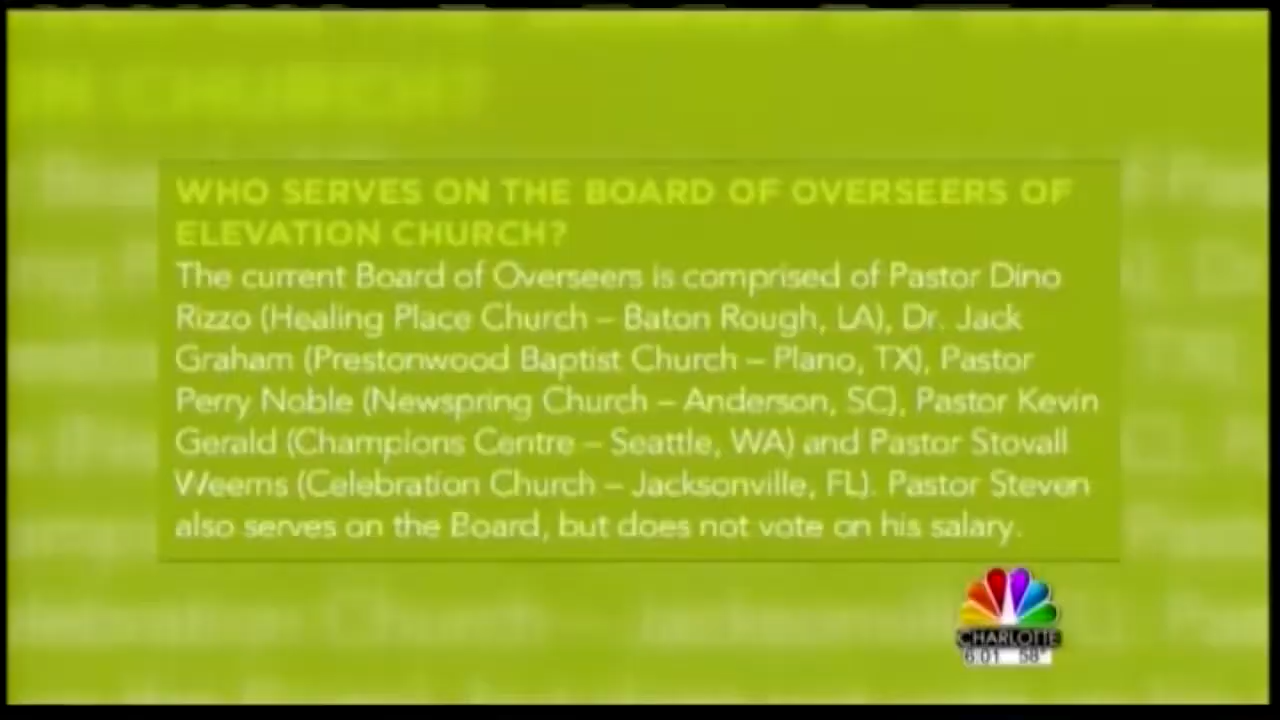 IN CHURCH?
WHO SERVES ON THE BOARD OF OVERSEERS OF
ELEVATION CHURCH?
The current Board of Overseers is comprised of Pastor Dino
Rizzo (Healing Place Church – Baton Rough, LA), Dr. Jack
Graham (Prestonwood Baptist Church – Plano, TX), Pastor
Perry Noble (Newspring Church – Anderson, SC), Pastor Kevin
Gerald (Champions Centre – Seattle, WA) and Pastor Stovall
Weems (Celebration Church – Jacksonville, FL). Pastor Steven
also serves on the Board, but does not vote on his salary.
CHARLOTTE
6:01 58°